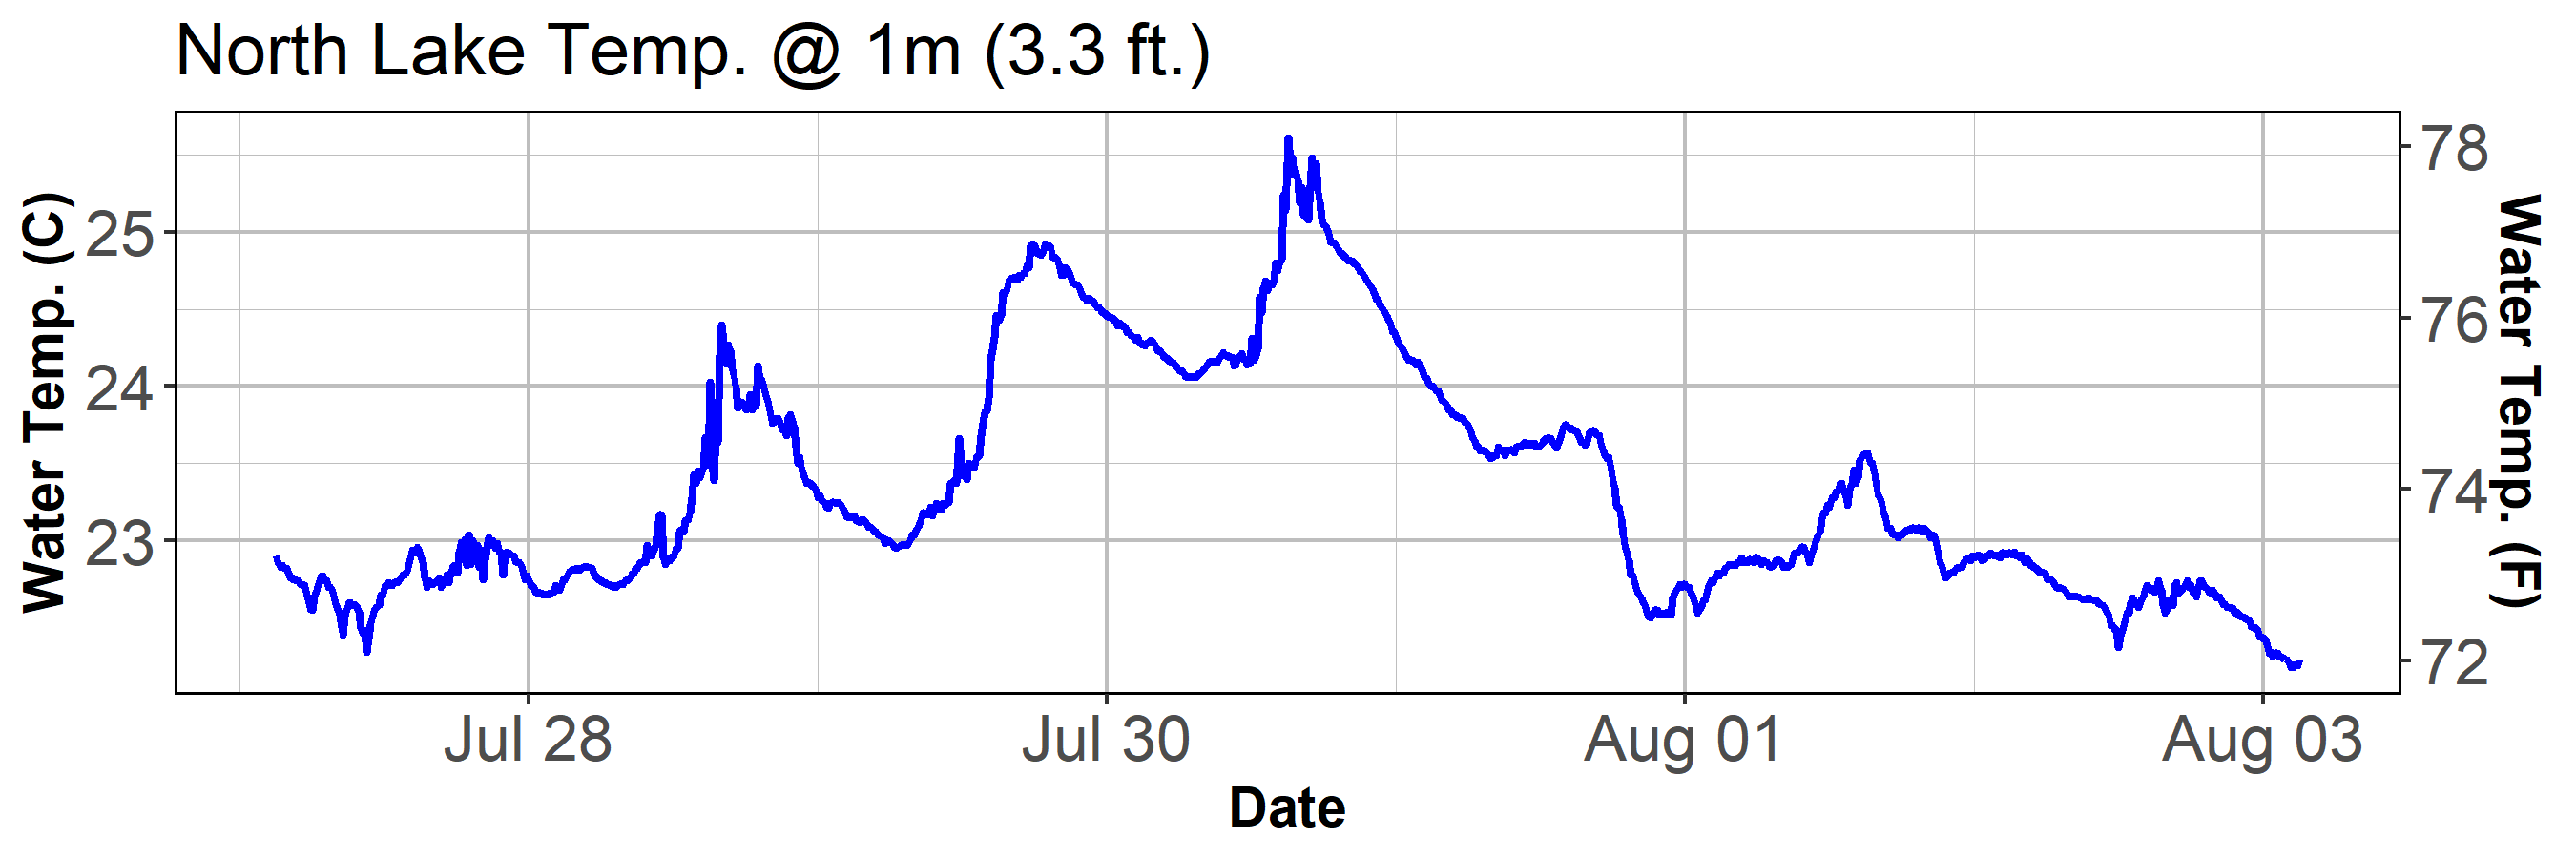 North Lake Temp. @ 1m (3.3 ft.)
Water Temp. (C)
25
24
23
78
76
74
72
Water Temp. (F)
Jul 28 Jul 30 Aug 01 Aug 03
Date